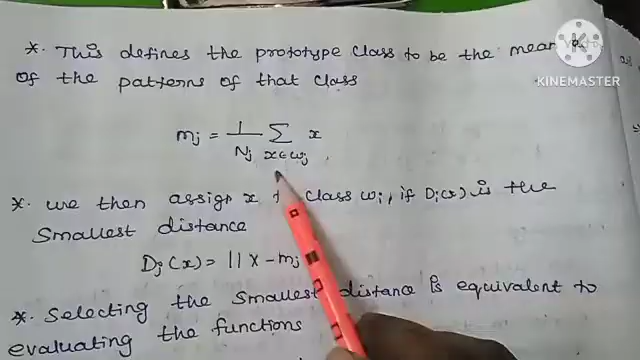 *. This defines the prototype class to be the mean
of the patterns of that class
mj = 1/Nj Σ x∈ωj x
*. we then assign x class ωi, if Di(x) is the
smallest distance
Dj(x) = ||x - mj
*. Selecting the smallest distance is equivalent to
evaluating the functions
KINEMASTER